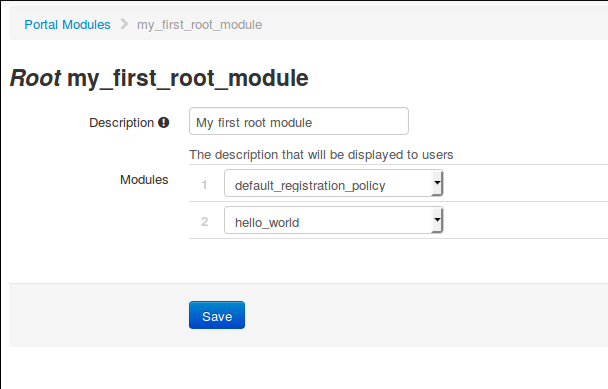 Portal Modules > my_first_root_module
Root my_first_root_module
Description My first root module
The description that will be displayed to users
Modules 1 default_registration_policy
2 hello_world
Save